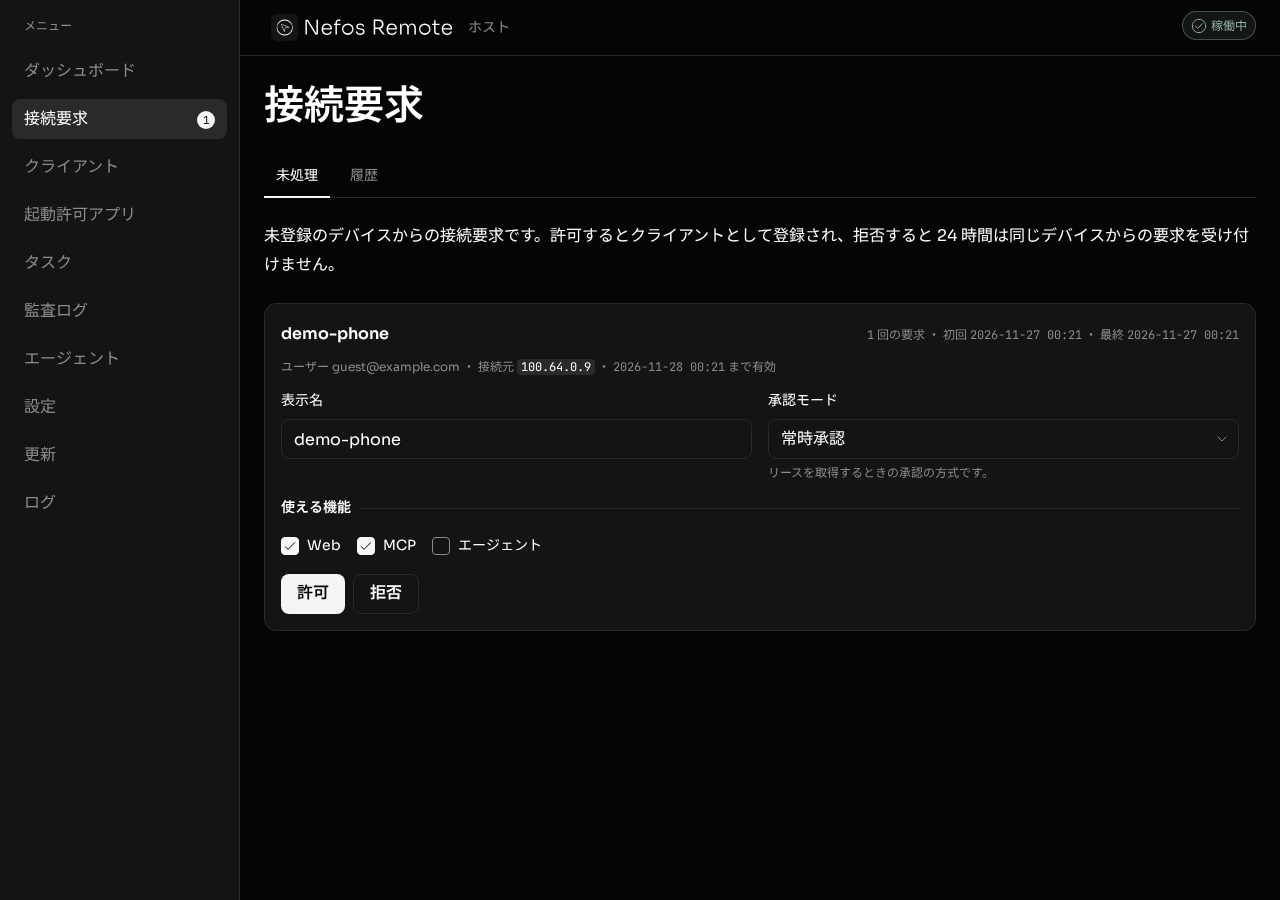 メニュー
ダッシュボード
接続要求 1
クライアント
起動許可アプリ
タスク
監査ログ
エージェント
設定
更新
ログ
Nefos Remote ホスト
稼働中
接続要求
未処理 履歴
未登録のデバイスからの接続要求です。許可するとクライアントとして登録され、拒否すると 24 時間は同じデバイスからの要求を受け付
けません。
demo-phone
1 回の要求 ・ 初回 2026-11-27 00:21 ・ 最終 2026-11-27 00:21
ユーザー guest@example.com ・ 接続元 100.64.0.9 ・ 2026-11-28 00:21 まで有効
表示名
demo-phone
承認モード
常時承認
リースを取得するときの承認の方式です。
使える機能
Web MCP エージェント
許可 拒否